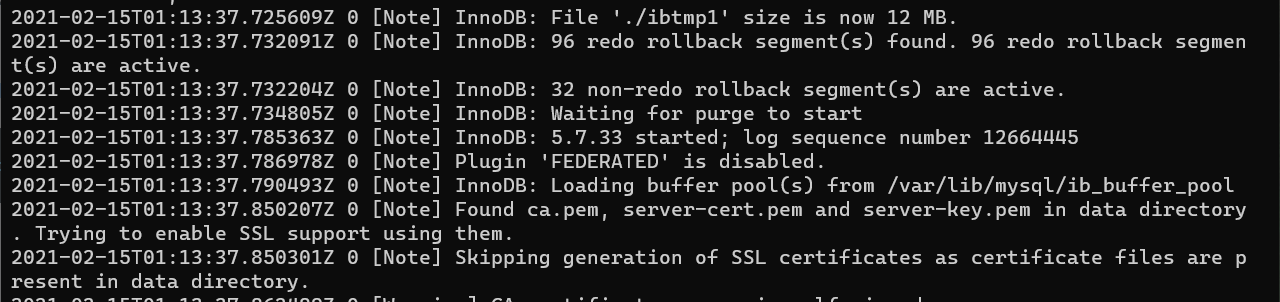 2021-02-15T01:13:37.725609Z 0 [Note] InnoDB: File './ibtmp1' size is now 12 MB.
2021-02-15T01:13:37.732091Z 0 [Note] InnoDB: 96 redo rollback segment(s) found. 96 redo rollback segmen
t(s) are active.
2021-02-15T01:13:37.732204Z 0 [Note] InnoDB: 32 non-redo rollback segment(s) are active.
2021-02-15T01:13:37.734805Z 0 [Note] InnoDB: Waiting for purge to start
2021-02-15T01:13:37.785363Z 0 [Note] InnoDB: 5.7.33 started; log sequence number 12664445
2021-02-15T01:13:37.786978Z 0 [Note] Plugin 'FEDERATED' is disabled.
2021-02-15T01:13:37.790493Z 0 [Note] InnoDB: Loading buffer pool(s) from /var/lib/mysql/ib_buffer_pool
2021-02-15T01:13:37.850207Z 0 [Note] Found ca.pem, server-cert.pem and server-key.pem in data directory
. Trying to enable SSL support using them.
2021-02-15T01:13:37.850301Z 0 [Note] Skipping generation of SSL certificates as certificate files are p
resent in data directory.